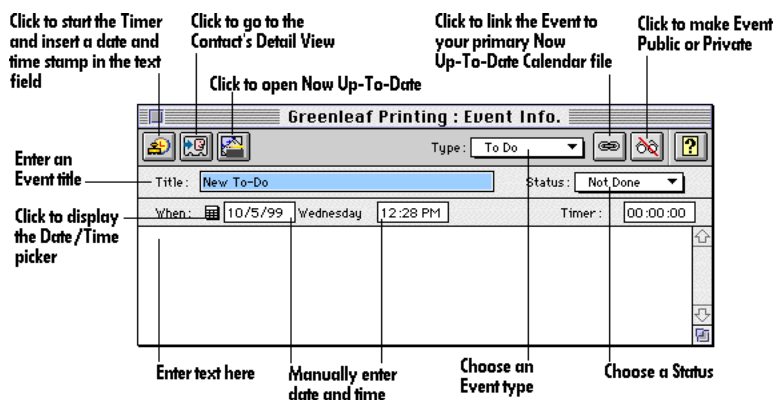 Click to start the Timer
and insert a date and
time stamp in the text
field
Click to go to the
Contact's Detail View
Click to open Now Up-To-Date
Click to link the Event to
your primary Now
Up-To-Date Calendar file
Click to make Event
Public or Private
Greenleaf Printing : Event Info.
Type: To Do
?
Enter an
Event title
Title: New To-Do Status: Not Done
Click to display
the Date/Time
picker
When: 10/5/99 Wednesday 12:28 PM Timer: 00:00:00
Enter text here
Manually enter
date and time
Choose an
Event type
Choose a Status